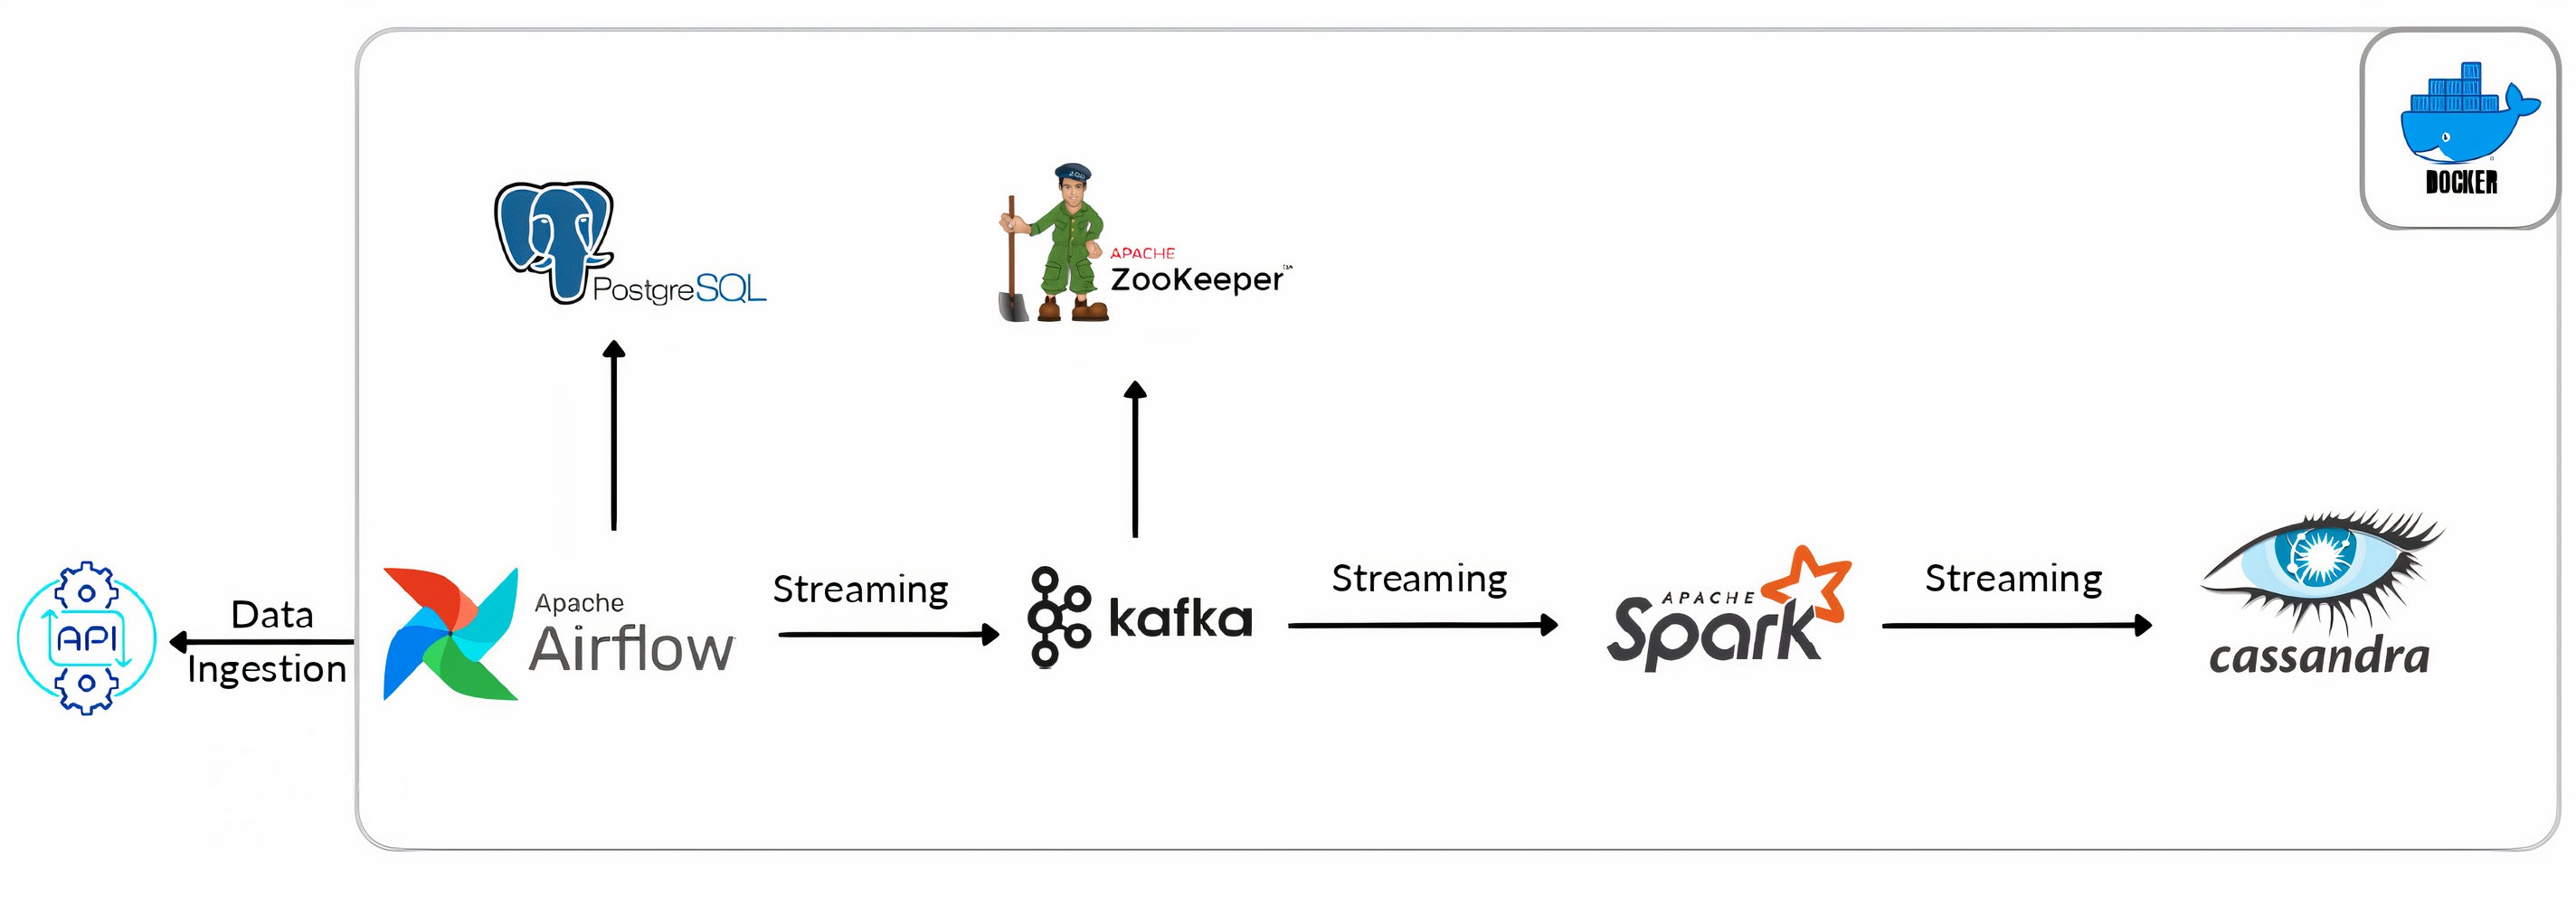 DOCKER
PostgreSQL
APACHE
ZooKeeper™
API
Data
Ingestion
Apache
Airflow
Streaming
kafka
Streaming
APACHE
Spark
Streaming
cassandra